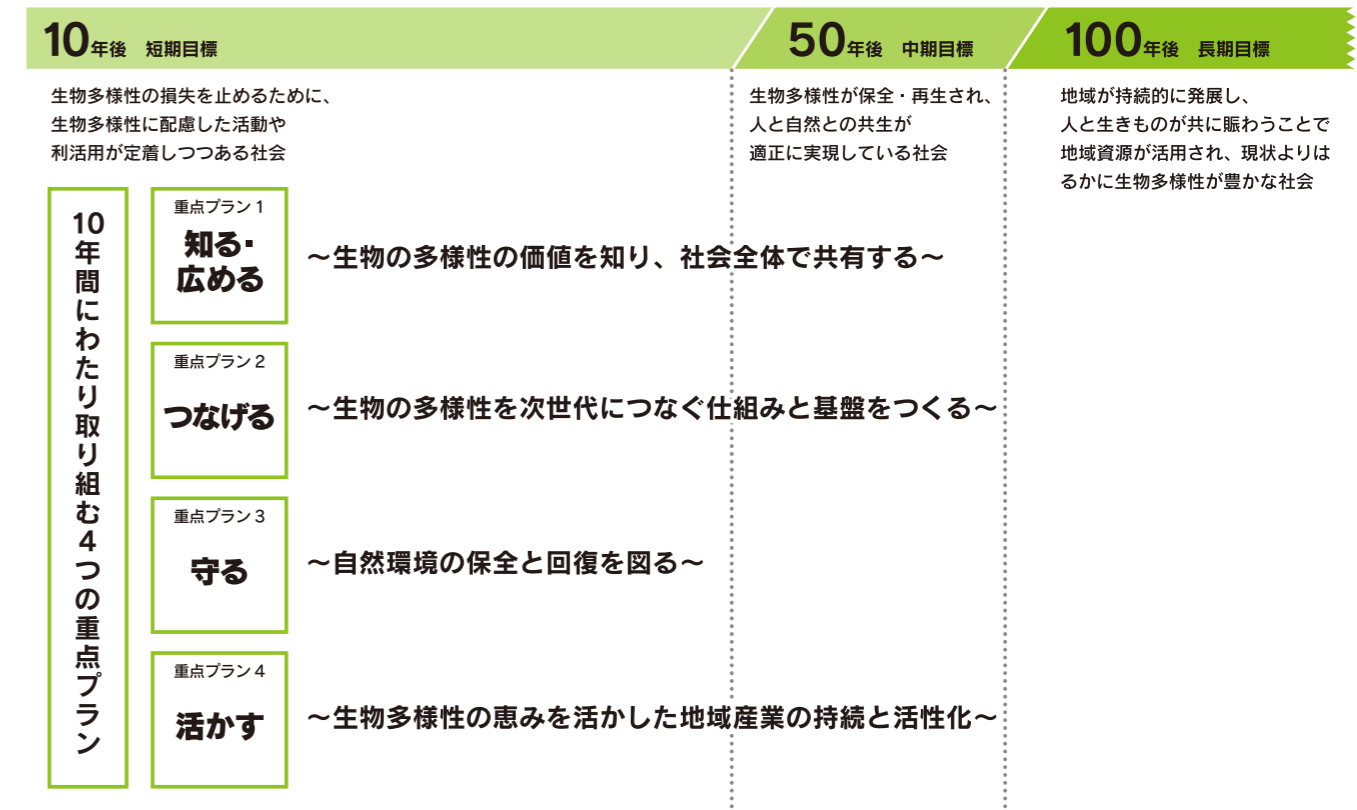 10年後 短期目標
50年後 中期目標
100年後 長期目標
生物多様性の損失を止めるために、
生物多様性に配慮した活動や
利活用が定着しつつある社会
生物多様性が保全・再生され、
人と自然との共生が
適正に実現している社会
地域が持続的に発展し、
人と生きものが共に賑わうことで
地域資源が活用され、現状よりは
るかに生物多様性が豊かな社会
10年間にわたり取り組む4つの重点プラン
重点プラン1
知る・
広める
～生物の多様性の価値を知り、社会全体で共有する～
重点プラン2
つなげる
～生物の多様性を次世代につなぐ仕組みと基盤をつくる～
重点プラン3
守る
～自然環境の保全と回復を図る～
重点プラン4
活かす
～生物多様性の恵みを活かした地域産業の持続と活性化～